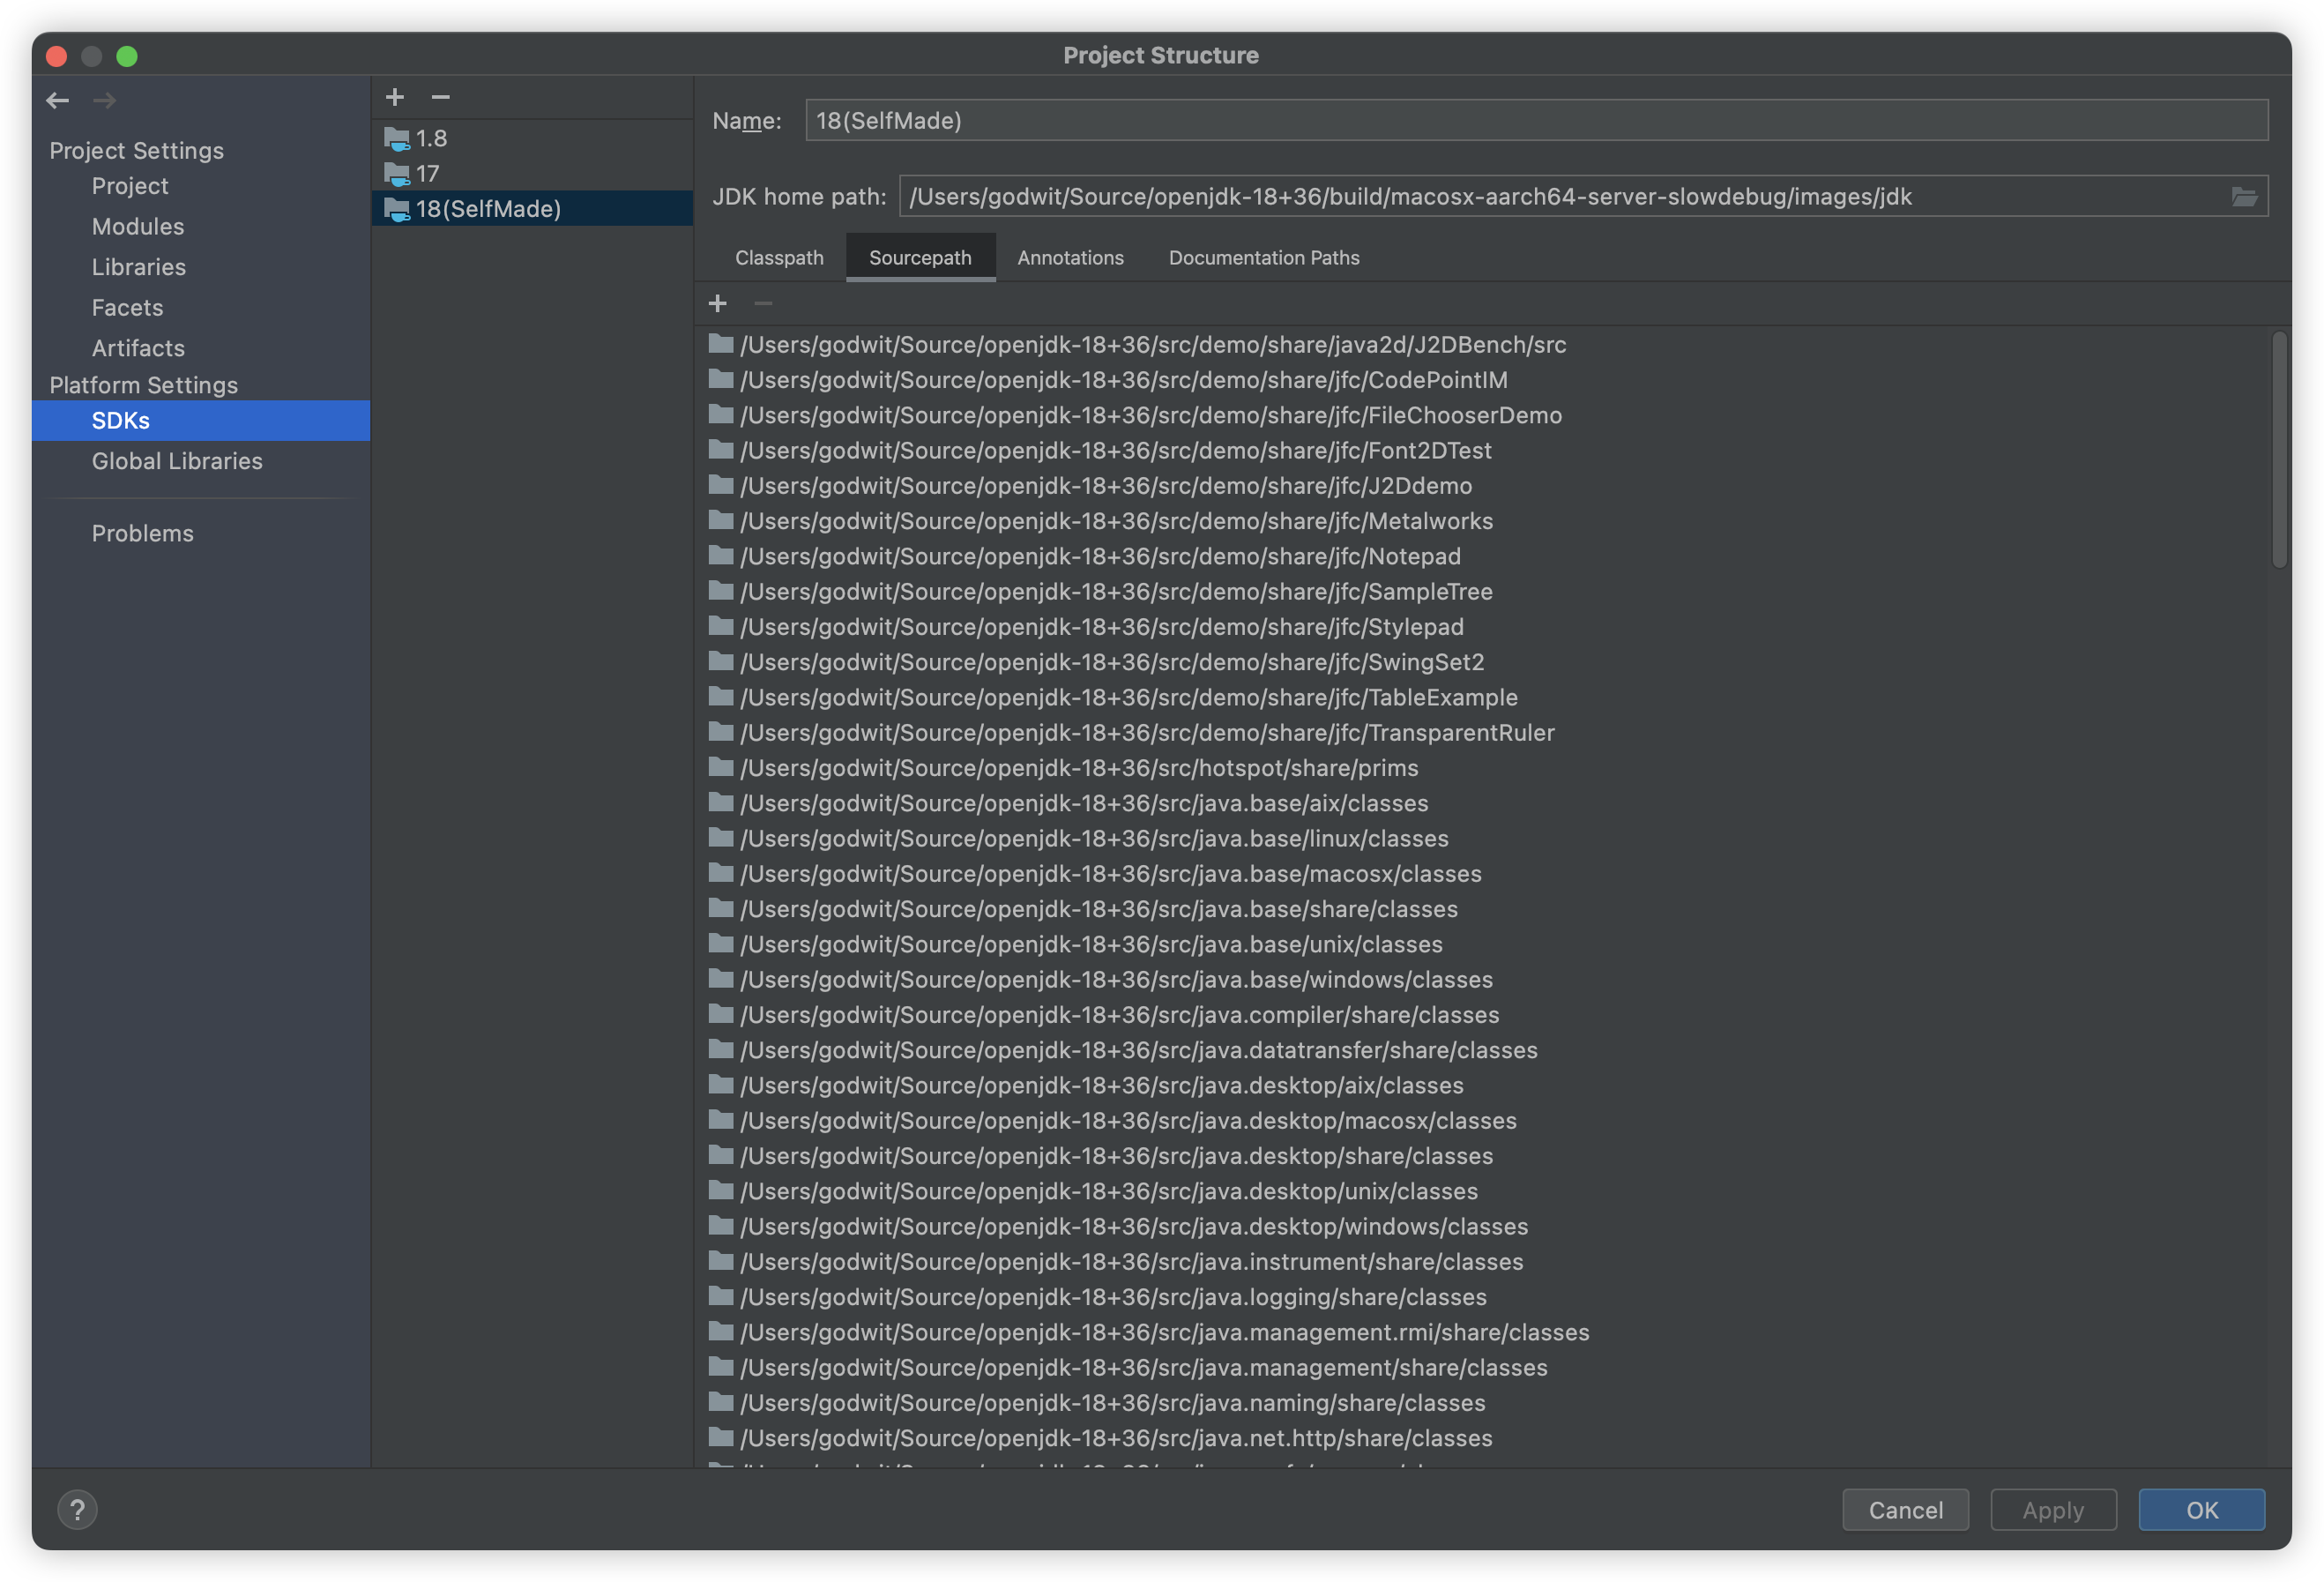 Project Structure
Project Settings
Project
Modules
Libraries
Facets
Artifacts
Platform Settings
SDKs
Global Libraries
Problems
1.8
17
18(SelfMade)
Name: 18(SelfMade)
JDK home path: /Users/godwit/Source/openjdk-18+36/build/macosx-aarch64-server-slowdebug/images/jdk
Classpath Sourcepath Annotations Documentation Paths
/Users/godwit/Source/openjdk-18+36/src/demo/share/java2d/J2DBench/src
/Users/godwit/Source/openjdk-18+36/src/demo/share/jfc/CodePointIM
/Users/godwit/Source/openjdk-18+36/src/demo/share/jfc/FileChooserDemo
/Users/godwit/Source/openjdk-18+36/src/demo/share/jfc/Font2DTest
/Users/godwit/Source/openjdk-18+36/src/demo/share/jfc/J2Ddemo
/Users/godwit/Source/openjdk-18+36/src/demo/share/jfc/Metalworks
/Users/godwit/Source/openjdk-18+36/src/demo/share/jfc/Notepad
/Users/godwit/Source/openjdk-18+36/src/demo/share/jfc/SampleTree
/Users/godwit/Source/openjdk-18+36/src/demo/share/jfc/Stylepad
/Users/godwit/Source/openjdk-18+36/src/demo/share/jfc/SwingSet2
/Users/godwit/Source/openjdk-18+36/src/demo/share/jfc/TableExample
/Users/godwit/Source/openjdk-18+36/src/demo/share/jfc/TransparentRuler
/Users/godwit/Source/openjdk-18+36/src/hotspot/share/prims
/Users/godwit/Source/openjdk-18+36/src/java.base/aix/classes
/Users/godwit/Source/openjdk-18+36/src/java.base/linux/classes
/Users/godwit/Source/openjdk-18+36/src/java.base/macosx/classes
/Users/godwit/Source/openjdk-18+36/src/java.base/share/classes
/Users/godwit/Source/openjdk-18+36/src/java.base/unix/classes
/Users/godwit/Source/openjdk-18+36/src/java.base/windows/classes
/Users/godwit/Source/openjdk-18+36/src/java.compiler/share/classes
/Users/godwit/Source/openjdk-18+36/src/java.datatransfer/share/classes
/Users/godwit/Source/openjdk-18+36/src/java.desktop/aix/classes
/Users/godwit/Source/openjdk-18+36/src/java.desktop/macosx/classes
/Users/godwit/Source/openjdk-18+36/src/java.desktop/share/classes
/Users/godwit/Source/openjdk-18+36/src/java.desktop/unix/classes
/Users/godwit/Source/openjdk-18+36/src/java.desktop/windows/classes
/Users/godwit/Source/openjdk-18+36/src/java.instrument/share/classes
/Users/godwit/Source/openjdk-18+36/src/java.logging/share/classes
/Users/godwit/Source/openjdk-18+36/src/java.management.rmi/share/classes
/Users/godwit/Source/openjdk-18+36/src/java.management/share/classes
/Users/godwit/Source/openjdk-18+36/src/java.naming/share/classes
/Users/godwit/Source/openjdk-18+36/src/java.net.http/share/classes
?
Cancel Apply OK